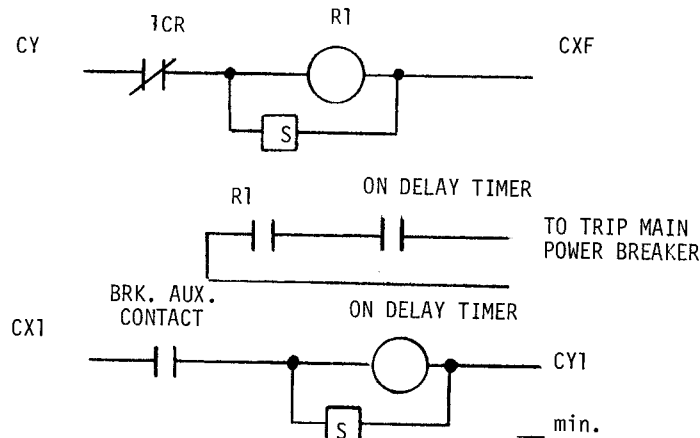 1CR
R1
CY
CXF
S
R1
ON DELAY TIMER
TO TRIP MAIN
POWER BREAKER
BRK. AUX.
CONTACT
ON DELAY TIMER
CX1
CY1
S
__ min.